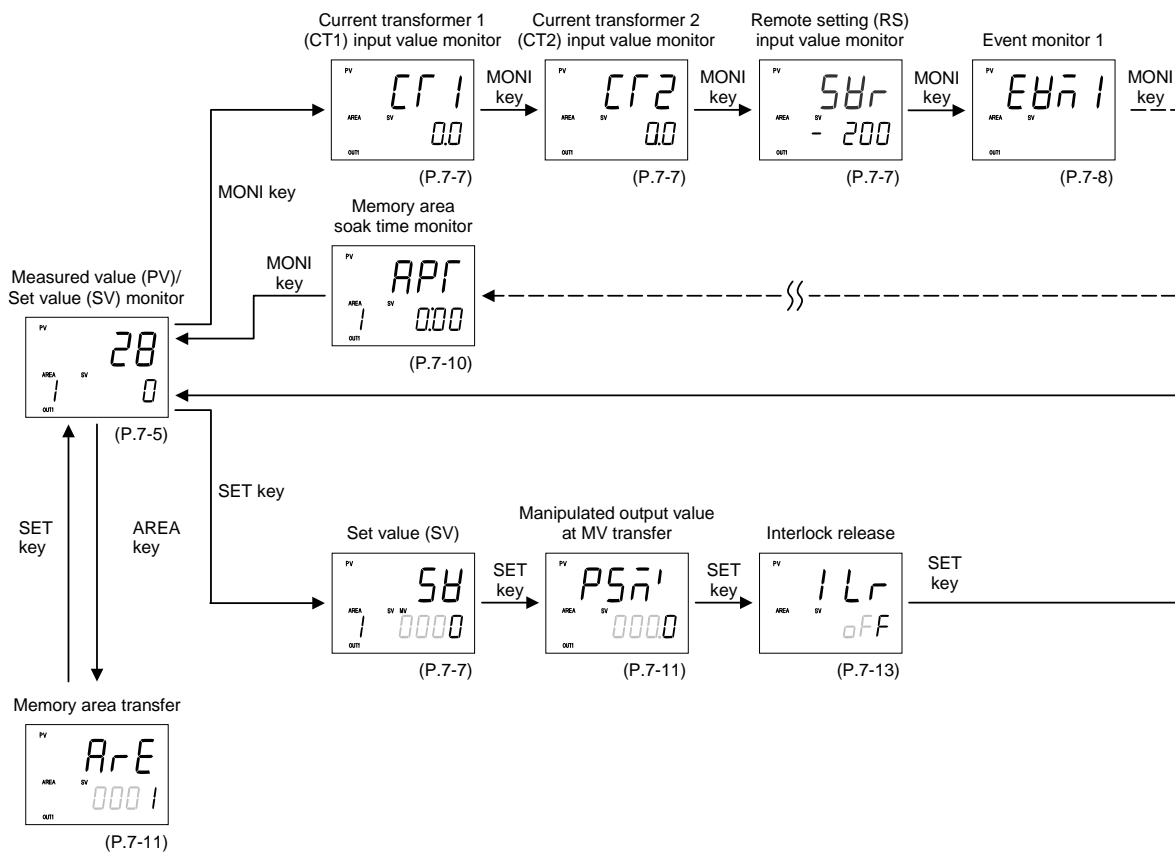 Current transformer 1
(CT1) input value monitor
PV
CT1
AREA SV
0.0
OUT1
(P.7-7)
MONI
key
Current transformer 2
(CT2) input value monitor
PV
CT2
AREA SV
0.0
OUT1
(P.7-7)
MONI
key
Remote setting (RS)
input value monitor
PV
SVr
AREA SV
- 200
OUT1
(P.7-7)
MONI
key
Event monitor 1
PV
EVM1
AREA SV
OUT1
(P.7-8)
MONI
key
MONI key
Memory area
soak time monitor
PV
APT
AREA SV
1 0:00
OUT1
(P.7-10)
MONI
key
Measured value (PV)/
Set value (SV) monitor
PV
28
AREA SV
1 0
OUT1
(P.7-5)
SET key
SET
key
AREA
key
Set value (SV)
PV
SV
AREA SV MV
1 0000
OUT1
(P.7-7)
SET
key
Manipulated output value
at MV transfer
PV
PSM'
AREA SV
000.0
OUT1
(P.7-11)
SET
key
Interlock release
PV
ILr
AREA SV
oFF
(P.7-13)
SET
key
Memory area transfer
PV
ArE
AREA SV
0001
OUT1
(P.7-11)